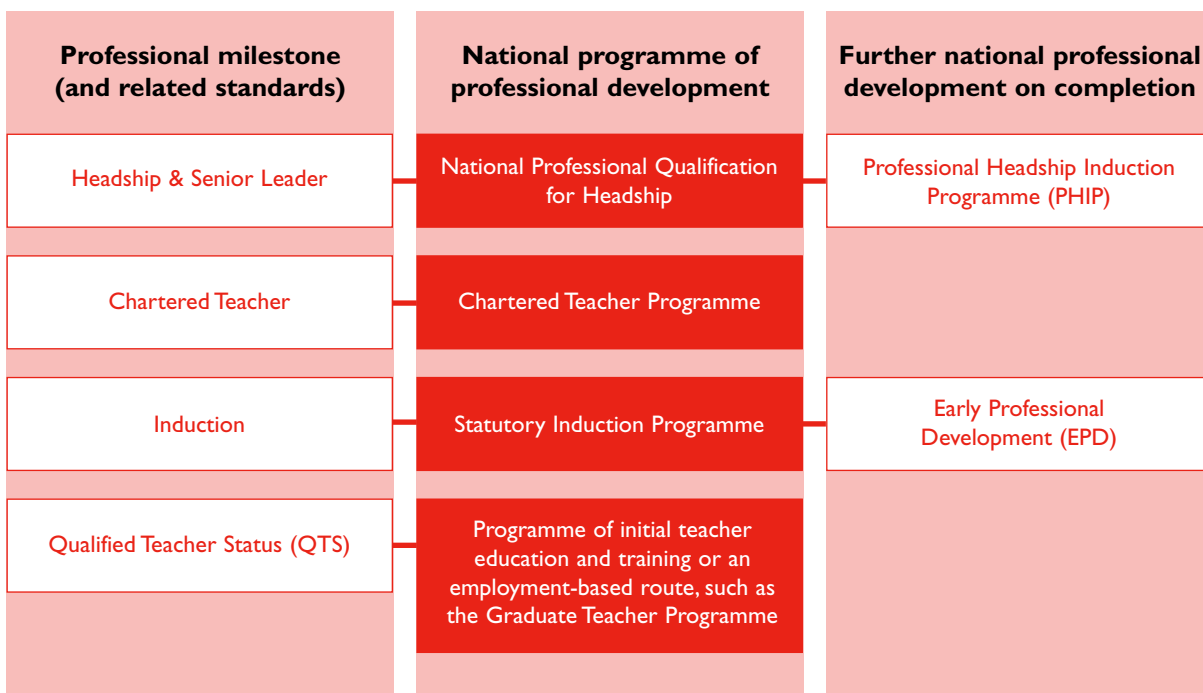 Professional milestone
(and related standards)
National programme of
professional development
Further national professional
development on completion
Headship & Senior Leader
National Professional Qualification
for Headship
Professional Headship Induction
Programme (PHIP)
Chartered Teacher
Chartered Teacher Programme
Induction
Statutory Induction Programme
Early Professional
Development (EPD)
Qualified Teacher Status (QTS)
Programme of initial teacher
education and training or an
employment-based route, such as
the Graduate Teacher Programme